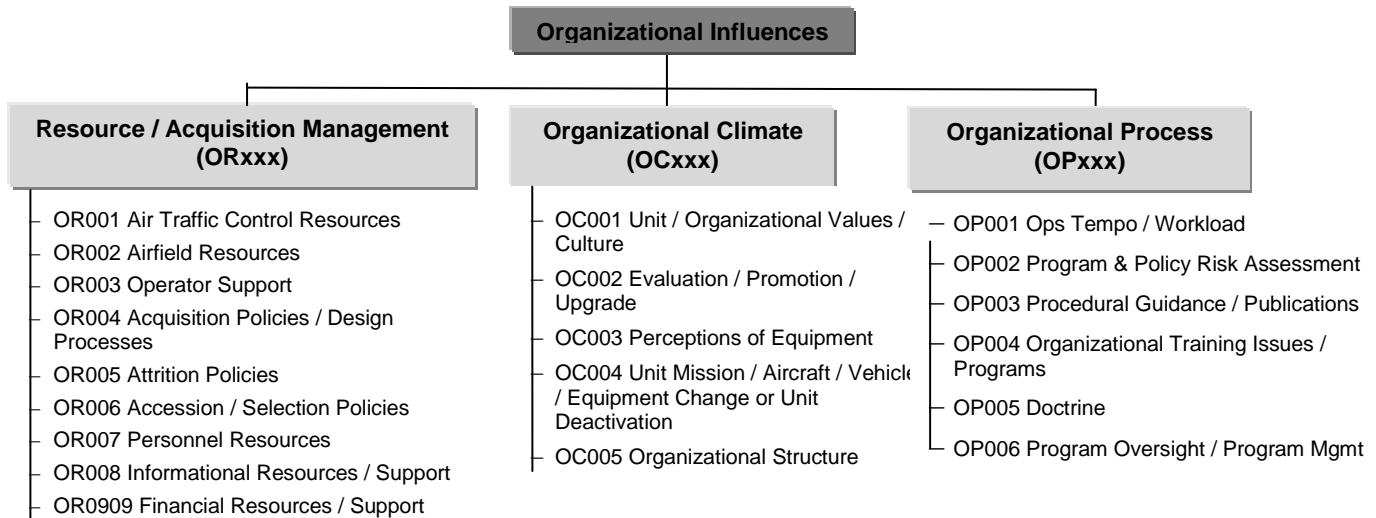 Organizational Influences
Resource / Acquisition Management
(ORxxx)
OR001 Air Traffic Control Resources
OR002 Airfield Resources
OR003 Operator Support
OR004 Acquisition Policies / Design
Processes
OR005 Attrition Policies
OR006 Accession / Selection Policies
OR007 Personnel Resources
OR008 Informational Resources / Support
OR0909 Financial Resources / Support
Organizational Climate
(OCxxx)
OC001 Unit / Organizational Values /
Culture
OC002 Evaluation / Promotion /
Upgrade
OC003 Perceptions of Equipment
OC004 Unit Mission / Aircraft / Vehicle
/ Equipment Change or Unit
Deactivation
OC005 Organizational Structure
Organizational Process
(OPxxx)
OP001 Ops Tempo / Workload
OP002 Program & Policy Risk Assessment
OP003 Procedural Guidance / Publications
OP004 Organizational Training Issues /
Programs
OP005 Doctrine
OP006 Program Oversight / Program Mgmt